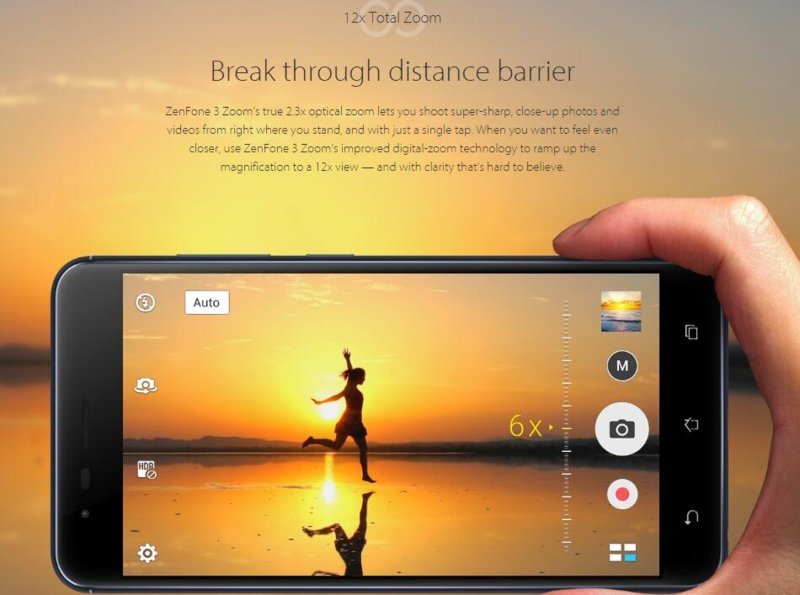 12x Total Zoom
Break through distance barrier
ZenFone 3 Zoom's true 2.3x optical zoom lets you shoot super-sharp, close-up photos and
videos from right where you stand, and with just a single tap. When you want to feel even
closer, use ZenFone 3 Zoom's improved digital-zoom technology to ramp up the
magnification to a 12x view — and with clarity that's hard to believe.
Auto
M
6x
HDR